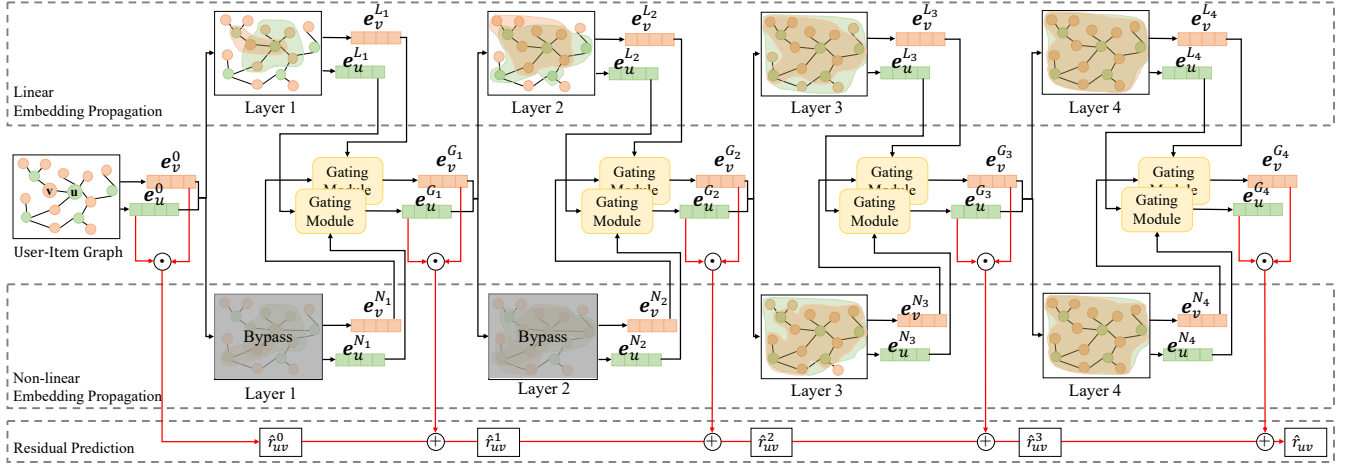 e_v^{L_1}
e_u^{L_1}
Layer 1
e_v^{L_2}
e_u^{L_2}
Layer 2
e_v^{L_3}
e_u^{L_3}
Layer 3
e_v^{L_4}
e_u^{L_4}
Layer 4
Linear
Embedding Propagation
v
u
e_v^0
e_u^0
User-Item Graph
Gating
Module
Gating
Module
e_v^{G_1}
e_u^{G_1}
Gating
Module
Gating
Module
e_v^{G_2}
e_u^{G_2}
Gating
Module
Gating
Module
e_v^{G_3}
e_u^{G_3}
Gating
Module
Gating
Module
e_v^{G_4}
e_u^{G_4}
Bypass
e_v^{N_1}
e_u^{N_1}
Layer 1
Bypass
e_v^{N_2}
e_u^{N_2}
Layer 2
e_v^{N_3}
e_u^{N_3}
Layer 3
e_v^{N_4}
e_u^{N_4}
Layer 4
Non-linear
Embedding Propagation
Residual Prediction
r̂_{uv}^0
r̂_{uv}^1
r̂_{uv}^2
r̂_{uv}^3
r̂_{uv}